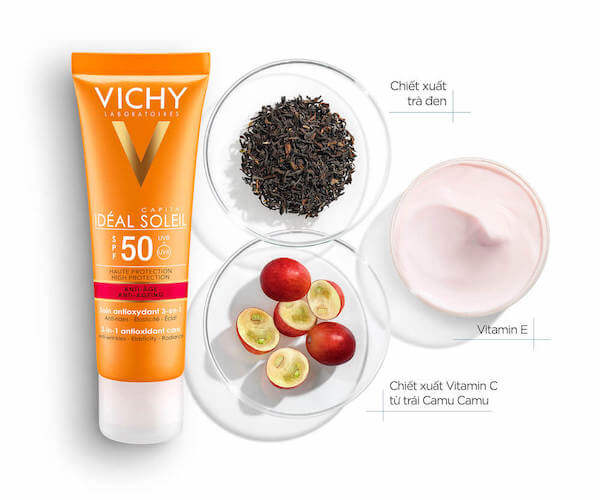 VICHY
LABORATOIRES
CAPITAL
IDÉAL SOLEIL
SPF 50 UVB
UVA
HAUTE PROTECTION
HIGH PROTECTION
ANTI-ÂGE
ANTI-AGEING
Soin antioxydant 3-en-1
Anti-rides - Élasticité - Éclat
3-in-1 antioxidant care
Anti-wrinkles - Elasticity - Radiance
Chiết xuất
trà đen
Vitamin E
Chiết xuất Vitamin C
từ trái Camu Camu